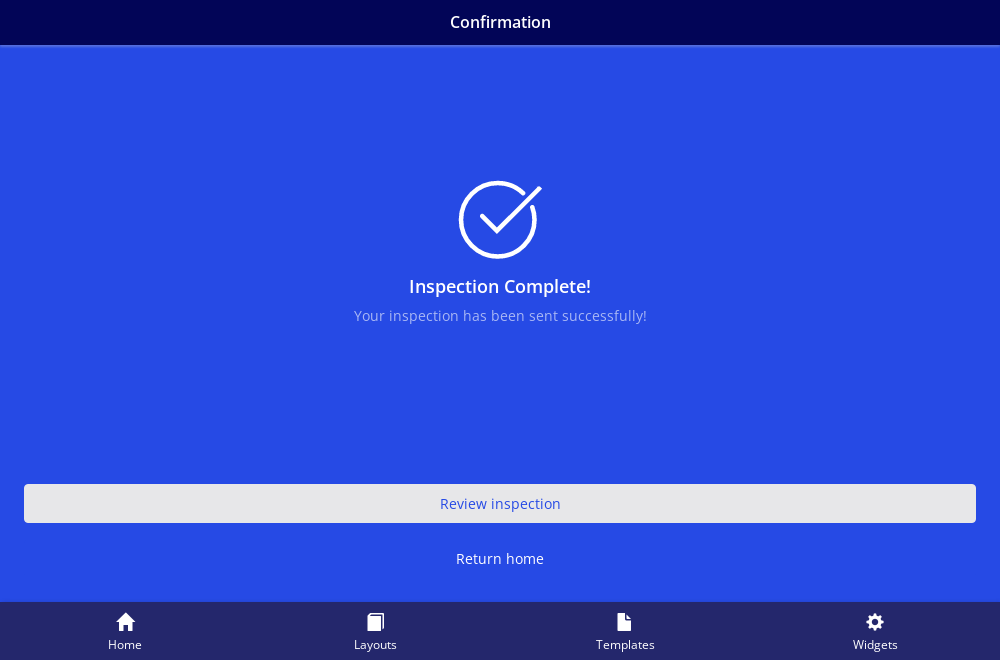 Confirmation
Inspection Complete!
Your inspection has been sent successfully!
Review inspection
Return home
Home
Layouts
Templates
Widgets